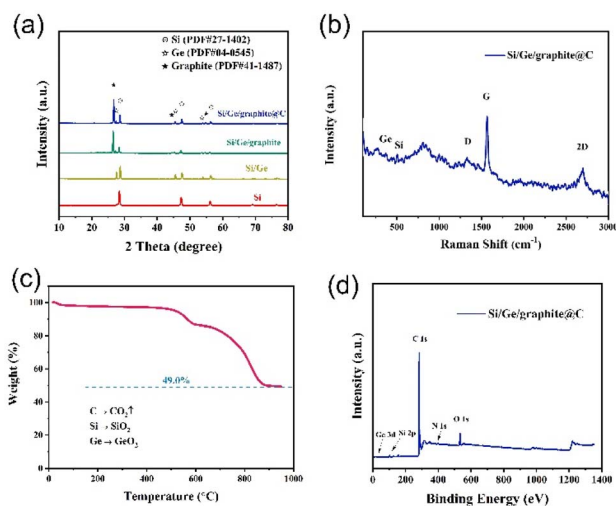 (a)
Si (PDF#27-1402)
Ge (PDF#04-0545)
Graphite (PDF#41-1487)
Si/Ge/graphite@C
Si/Ge/graphite
Si/Ge
Si
Intensity (a.u.)
10 20 30 40 50 60 70 80
2 Theta (degree)
(b)
Si/Ge/graphite@C
G
Ge
Si
D
2D
Intensity (a.u.)
500 1000 1500 2000 2500 3000
Raman Shift (cm⁻¹)
(c)
100
80
60
40
20
0
Weight (%)
49.0%
C → CO₂↑
Si → SiO₂
Ge → GeO₂
0 200 400 600 800 1000
Temperature (°C)
(d)
Si/Ge/graphite@C
C 1s
Ge 3d
Si 2p
N 1s
O 1s
Intensity (a.u.)
0 200 400 600 800 1000 1200 1400
Binding Energy (eV)